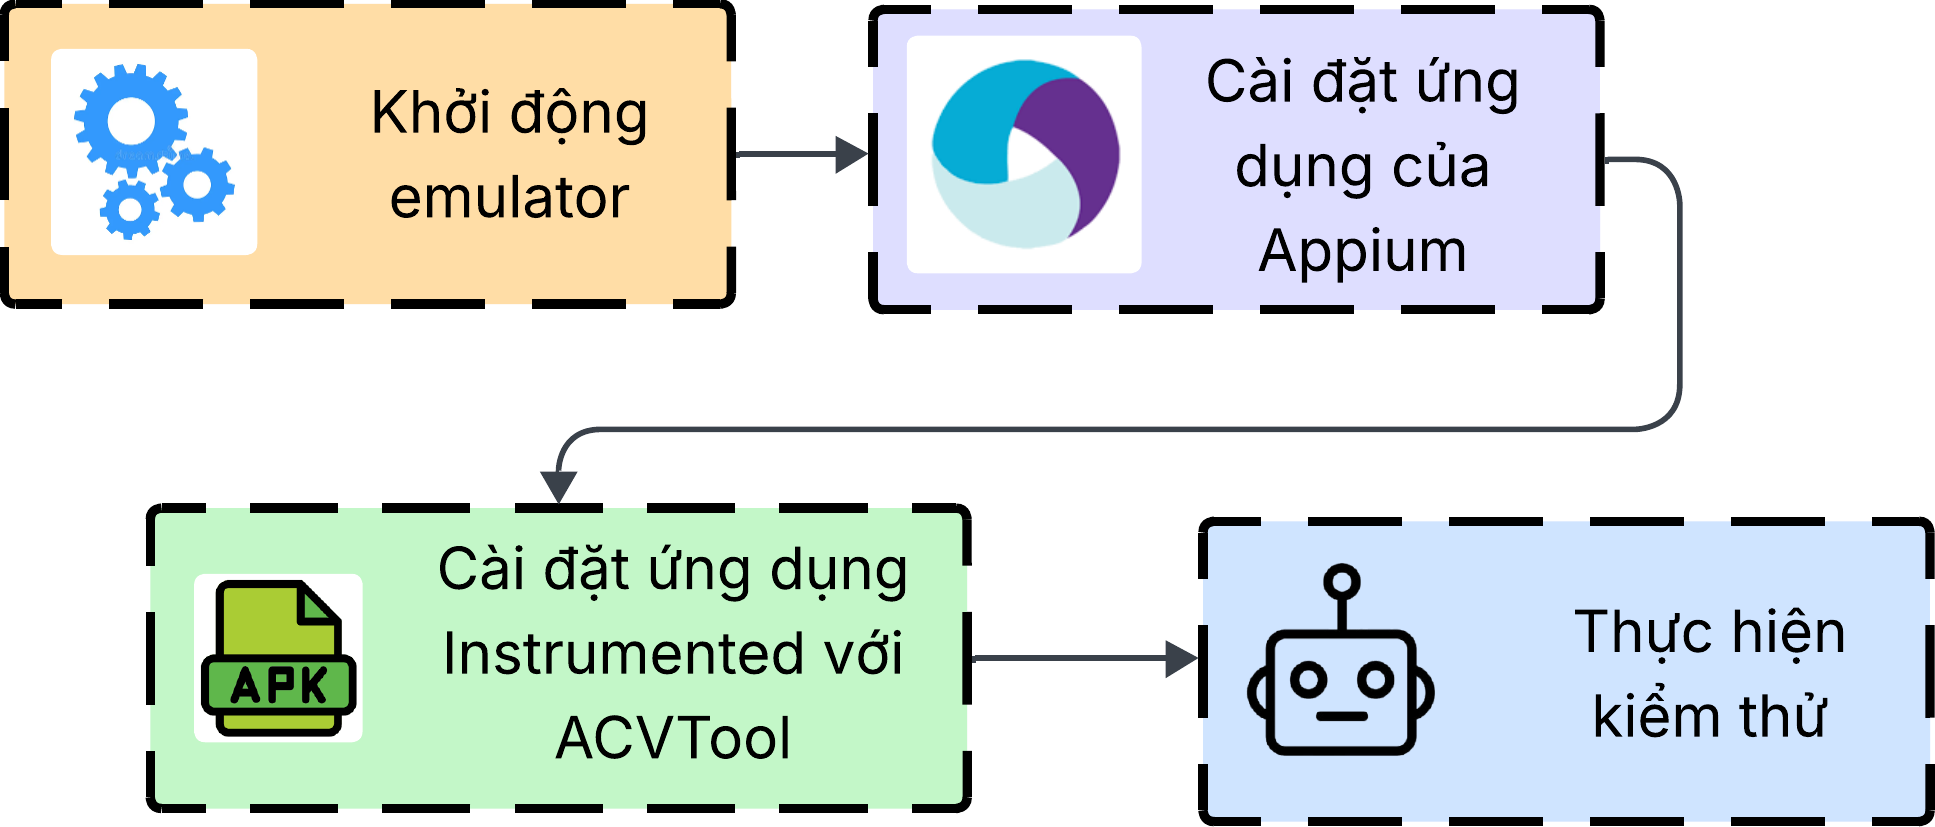 Khởi động
emulator
Cài đặt ứng
dụng của
Appium
Cài đặt ứng dụng
Instrumented với
ACVTool
APK
Thực hiện
kiểm thử